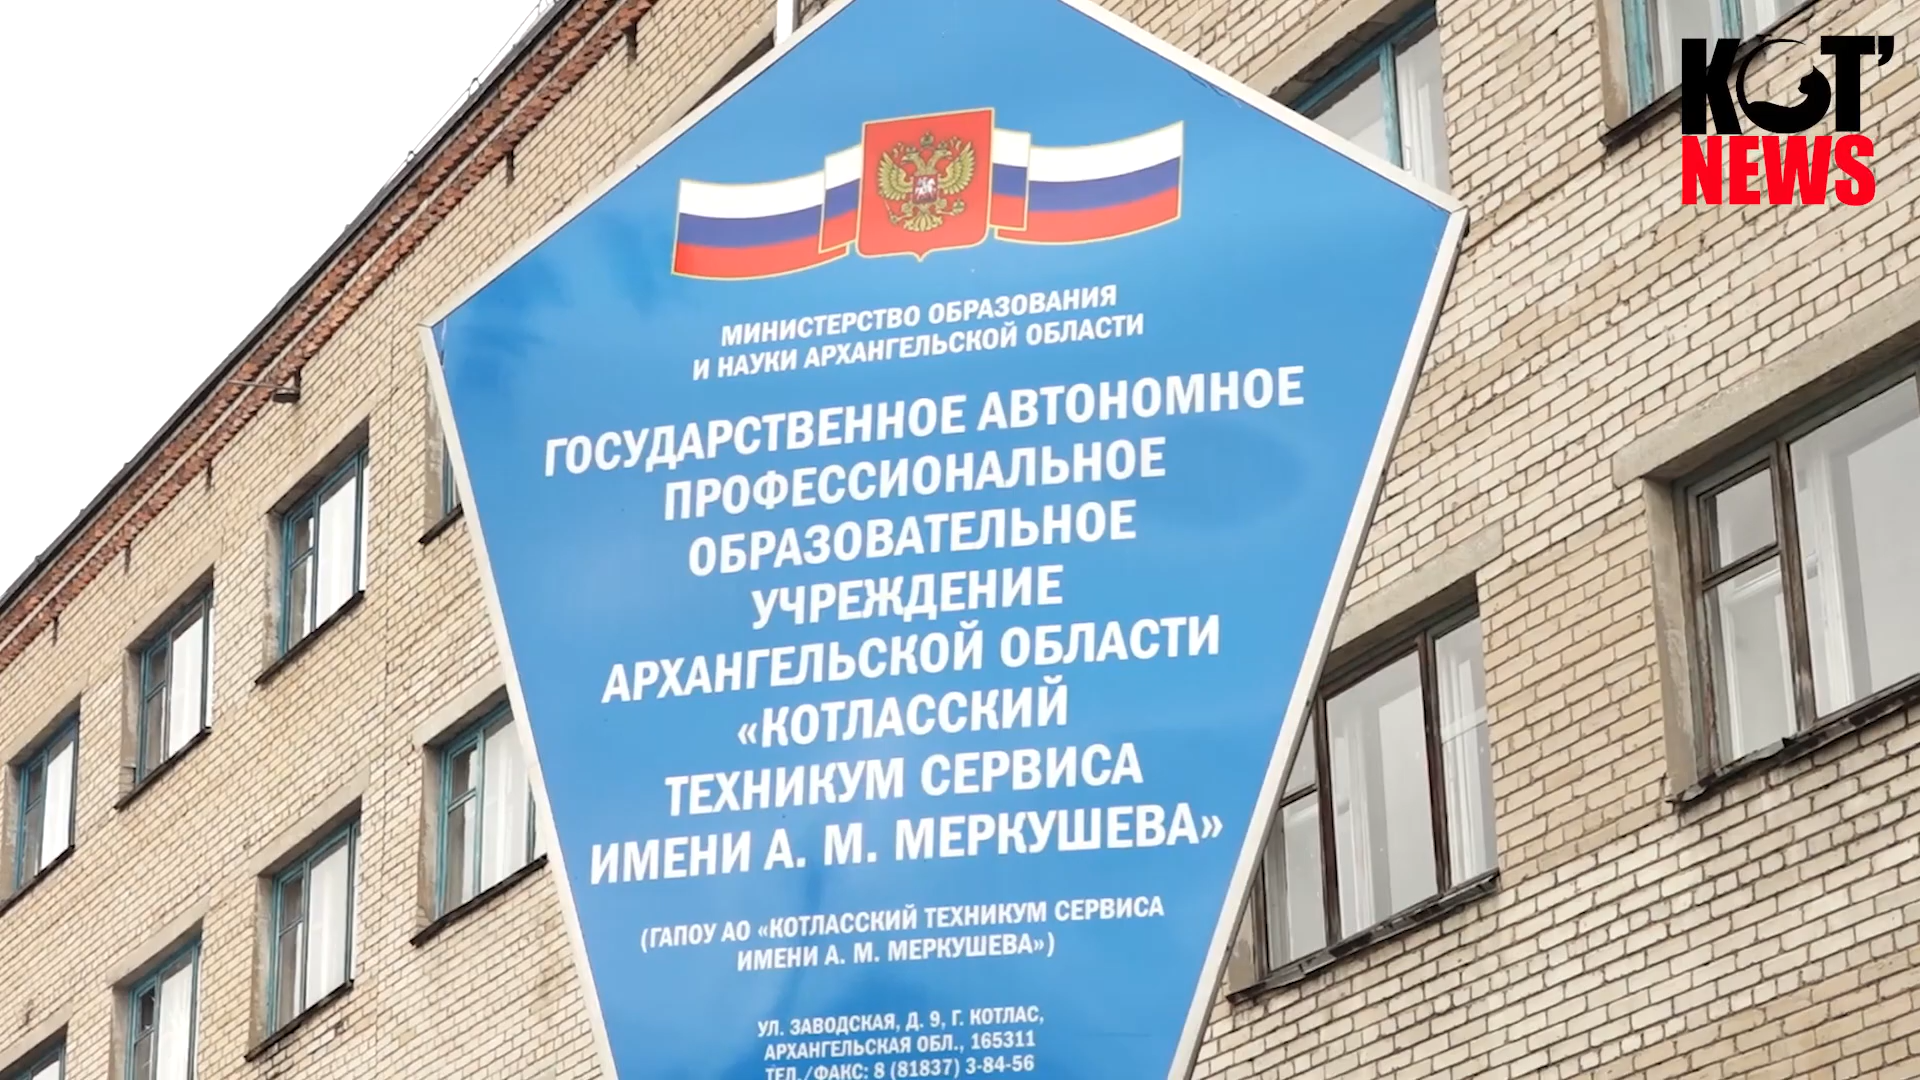 КОТ'
NEWS
МИНИСТЕРСТВО ОБРАЗОВАНИЯ
И НАУКИ АРХАНГЕЛЬСКОЙ ОБЛАСТИ
ГОСУДАРСТВЕННОЕ АВТОНОМНОЕ
ПРОФЕССИОНАЛЬНОЕ
ОБРАЗОВАТЕЛЬНОЕ
УЧРЕЖДЕНИЕ
АРХАНГЕЛЬСКОЙ ОБЛАСТИ
«КОТЛАССКИЙ
ТЕХНИКУМ СЕРВИСА
ИМЕНИ А. М. МЕРКУШЕВА»
(ГАПОУ АО «КОТЛАССКИЙ ТЕХНИКУМ СЕРВИСА
ИМЕНИ А. М. МЕРКУШЕВА»)
УЛ. ЗАВОДСКАЯ, Д. 9, Г. КОТЛАС,
АРХАНГЕЛЬСКАЯ ОБЛ., 165311
ТЕЛ./ФАКС: 8 (81837) 3-84-56